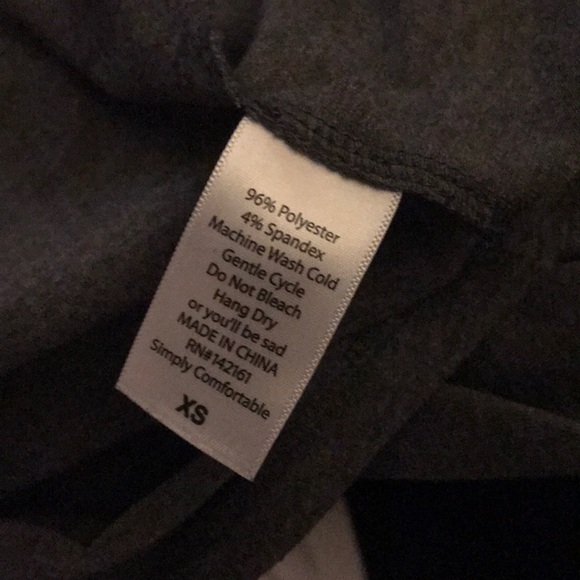 96% Polyester
4% Spandex
Machine Wash Cold
Gentle Cycle
Do Not Bleach
Hang Dry
or you'll be sad
MADE IN CHINA
RN#142161
Simply Comfortable
XS